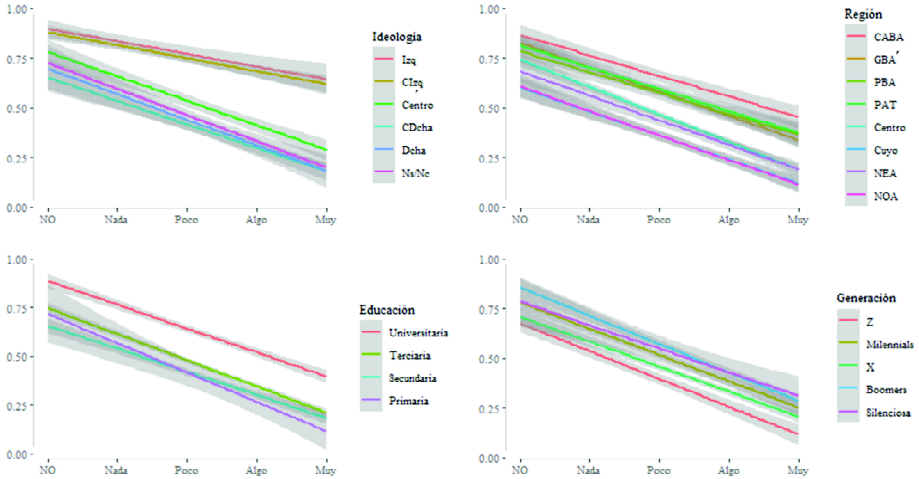 1.00
0.75
0.50
0.25
0.00
NO
Nada
Poco
Algo
Muy
Ideología
Izq
CIzq
Centro
CDcha
Dcha
Ns/Nc
1.00
0.75
0.50
0.25
0.00
NO
Nada
Poco
Algo
Muy
Región
CABA
GBA
PBA
PAT
Centro
Cuyo
NEA
NOA
1.00
0.75
0.50
0.25
0.00
NO
Nada
Poco
Algo
Muy
Educación
Universitaria
Terciaria
Secundaria
Primaria
1.00
0.75
0.50
0.25
0.00
NO
Nada
Poco
Algo
Muy
Generación
Z
Milennials
X
Boomers
Silenciosa